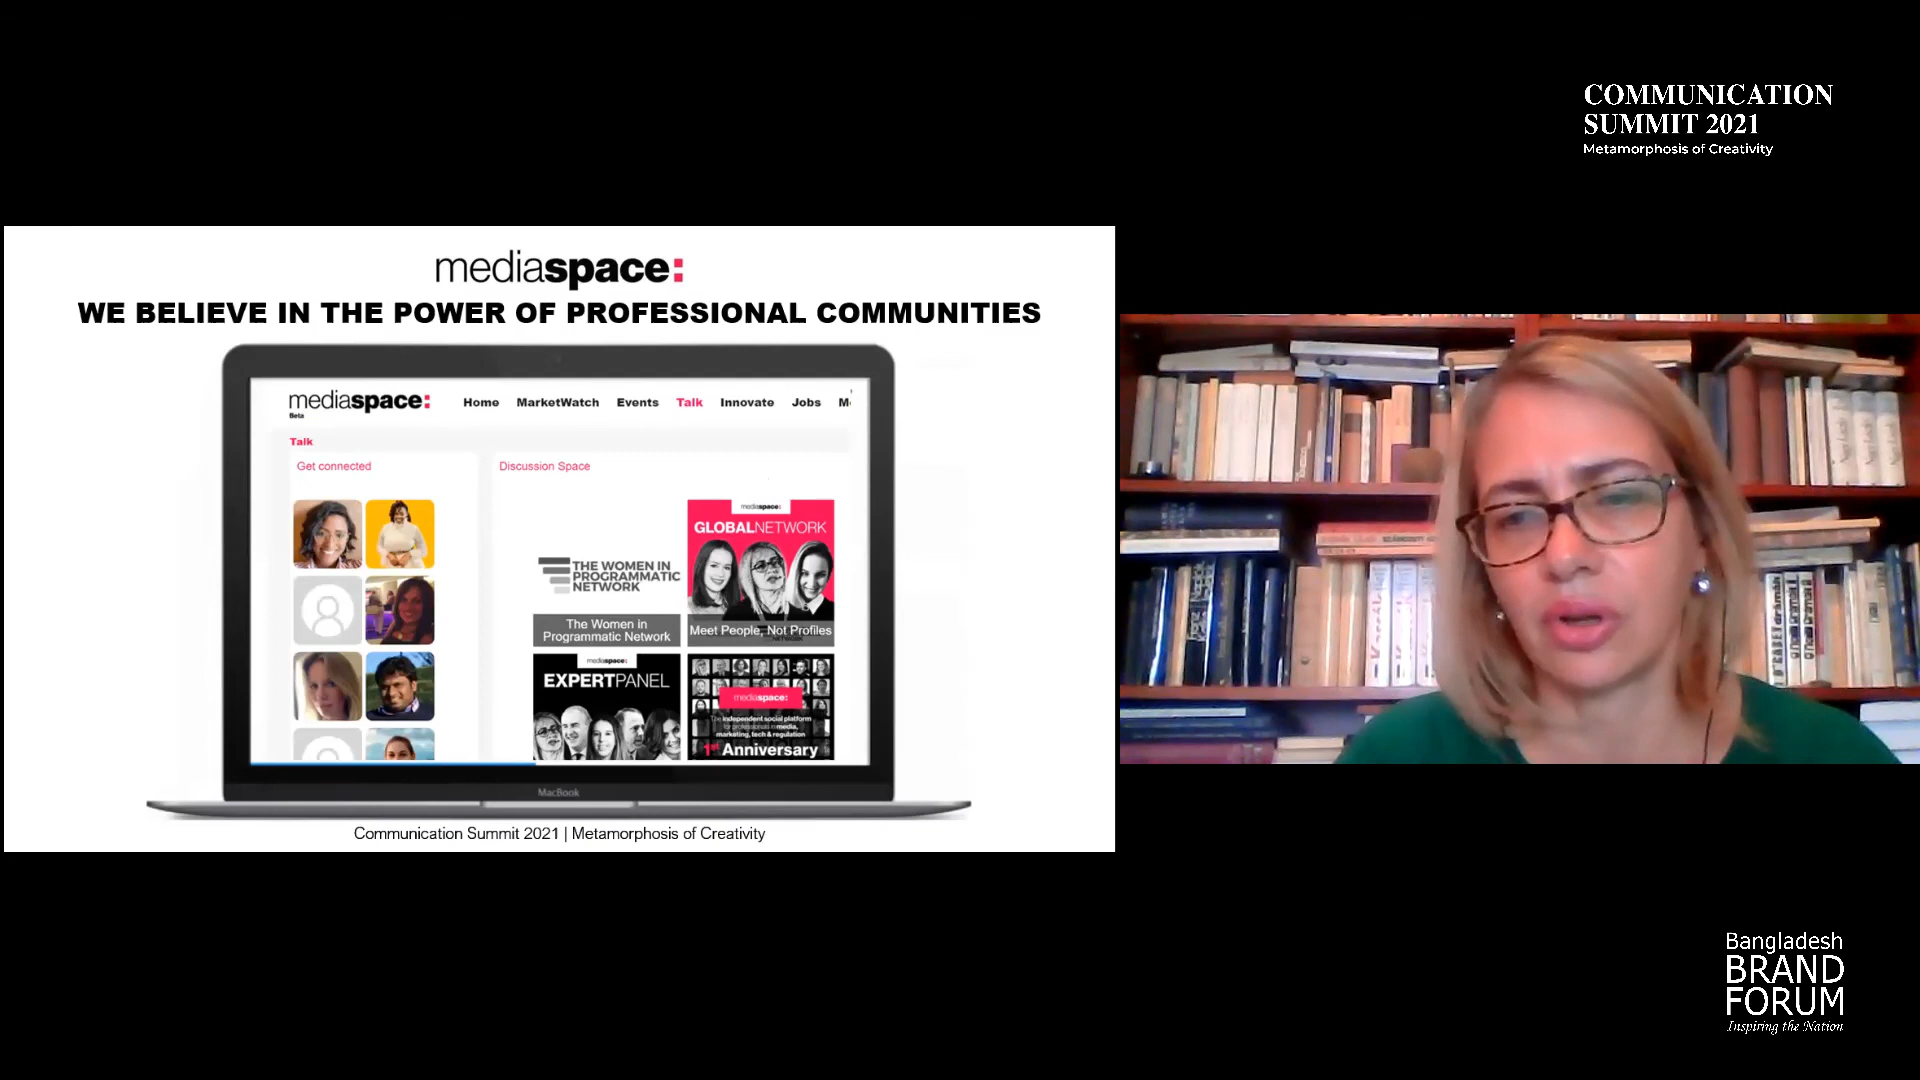 COMMUNICATION
SUMMIT 2021
Metamorphosis of Creativity
mediaspace:
WE BELIEVE IN THE POWER OF PROFESSIONAL COMMUNITIES
mediaspace:
Beta
Home MarketWatch Events Talk Innovate Jobs
Talk
Get connected
Discussion Space
THE WOMEN IN
PROGRAMMATIC
NETWORK
The Women in
Programmatic Network
mediaspace:
GLOBALNETWORK
Meet People, Not Profiles
mediaspace:
EXPERTPANEL
mediaspace:
independent social platform
for professionals in media,
marketing, tech & regulation
1st Anniversary
MacBook
Communication Summit 2021 | Metamorphosis of Creativity
Bangladesh
BRAND
FORUM
Inspiring the Nation